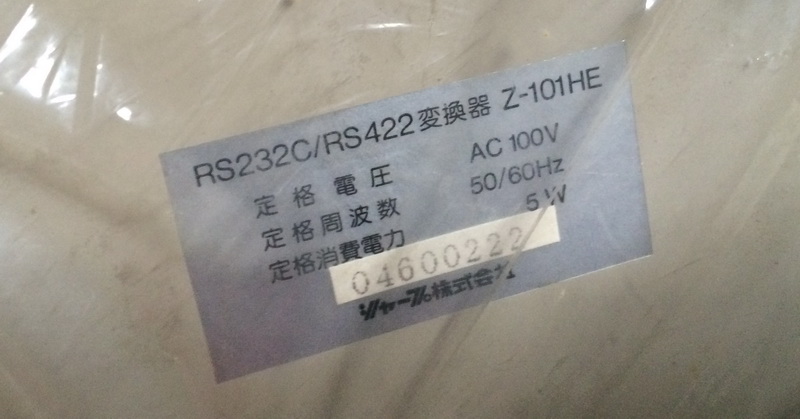 RS232C/RS422変換器 Z-101HE
定格電圧 AC 100V
定格周波数 50/60Hz
定格消費電力 5W
04600222
シャープ株式会社